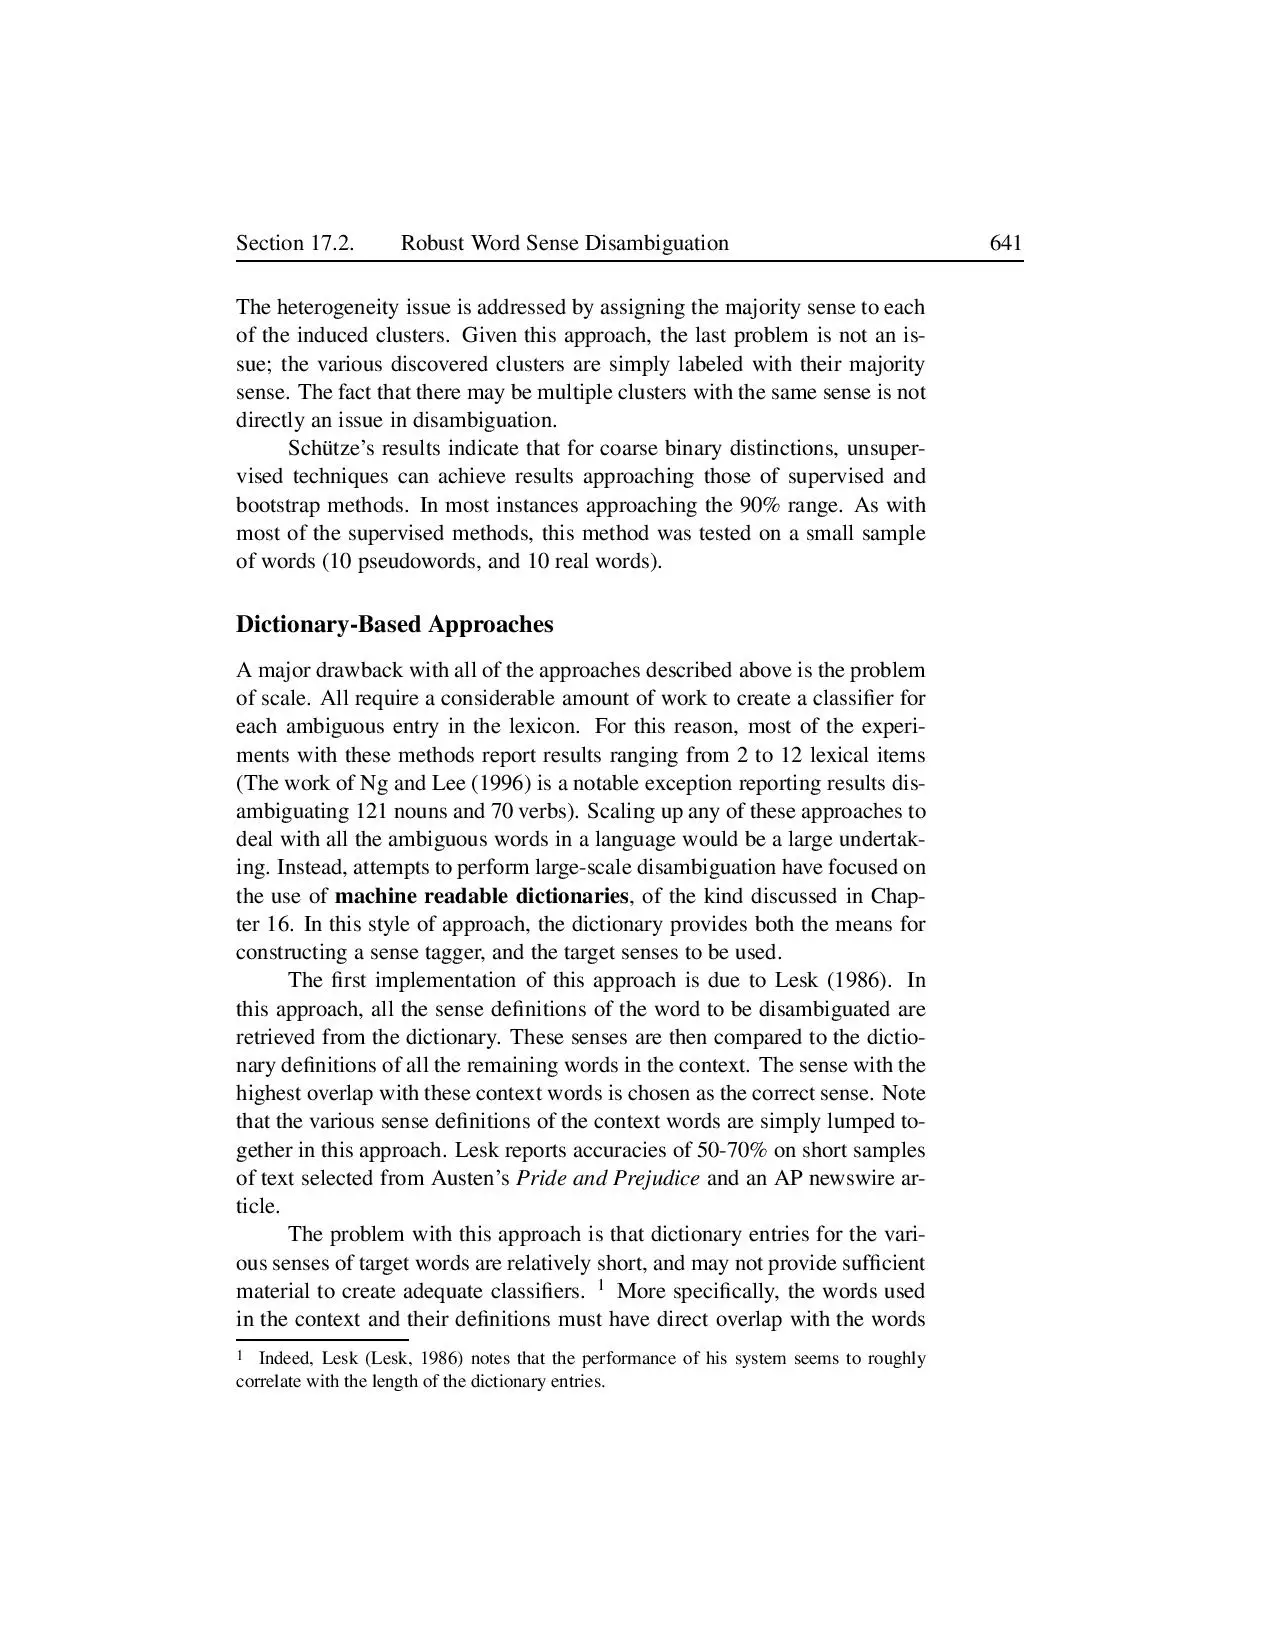 Section 17.2. Robust Word Sense Disambiguation 641
The heterogeneity issue is addressed by assigning the majority sense to each
of the induced clusters. Given this approach, the last problem is not an is-
sue; the various discovered clusters are simply labeled with their majority
sense. The fact that there may be multiple clusters with the same sense is not
directly an issue in disambiguation.
Schütze's results indicate that for coarse binary distinctions, unsuper-
vised techniques can achieve results approaching those of supervised and
bootstrap methods. In most instances approaching the 90% range. As with
most of the supervised methods, this method was tested on a small sample
of words (10 pseudowords, and 10 real words).
Dictionary-Based Approaches
A major drawback with all of the approaches described above is the problem
of scale. All require a considerable amount of work to create a classifier for
each ambiguous entry in the lexicon. For this reason, most of the experi-
ments with these methods report results ranging from 2 to 12 lexical items
(The work of Ng and Lee (1996) is a notable exception reporting results dis-
ambiguating 121 nouns and 70 verbs). Scaling up any of these approaches to
deal with all the ambiguous words in a language would be a large undertak-
ing. Instead, attempts to perform large-scale disambiguation have focused on
the use of machine readable dictionaries, of the kind discussed in Chap-
ter 16. In this style of approach, the dictionary provides both the means for
constructing a sense tagger, and the target senses to be used.
The first implementation of this approach is due to Lesk (1986). In
this approach, all the sense definitions of the word to be disambiguated are
retrieved from the dictionary. These senses are then compared to the dictio-
nary definitions of all the remaining words in the context. The sense with the
highest overlap with these context words is chosen as the correct sense. Note
that the various sense definitions of the context words are simply lumped to-
gether in this approach. Lesk reports accuracies of 50-70% on short samples
of text selected from Austen's Pride and Prejudice and an AP newswire ar-
ticle.
The problem with this approach is that dictionary entries for the vari-
ous senses of target words are relatively short, and may not provide sufficient
material to create adequate classifiers. 1 More specifically, the words used
in the context and their definitions must have direct overlap with the words
1 Indeed, Lesk (Lesk, 1986) notes that the performance of his system seems to roughly
correlate with the length of the dictionary entries.